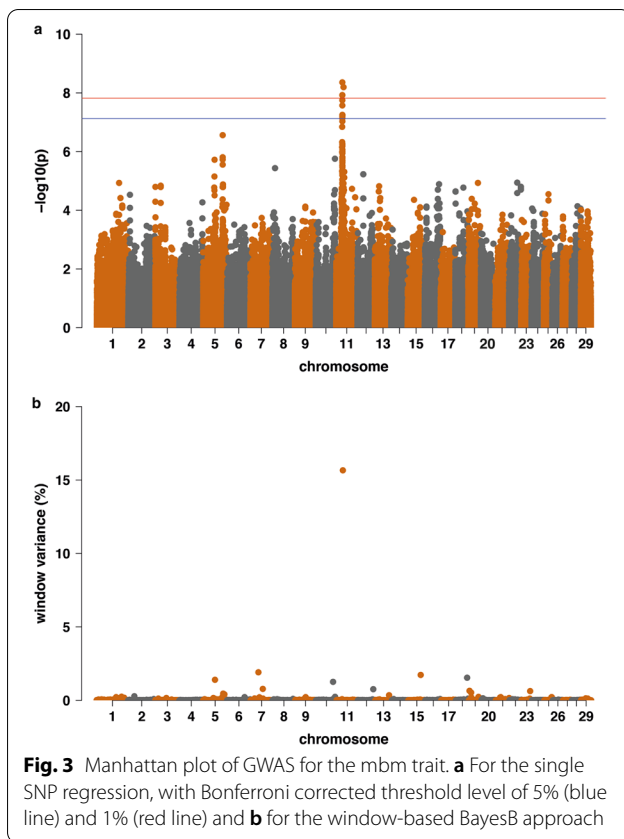 a
10
8
6
4
2
0
−log10(p)
1 2 3 4 5 6 7 8 9 11 13 15 17 20 23 26 29
chromosome
b
20
15
10
5
0
window variance (%)
1 2 3 4 5 6 7 8 9 11 13 15 17 20 23 26 29
chromosome
Fig. 3 Manhattan plot of GWAS for the mbm trait. a For the single
SNP regression, with Bonferroni corrected threshold level of 5% (blue
line) and 1% (red line) and b for the window-based BayesB approach